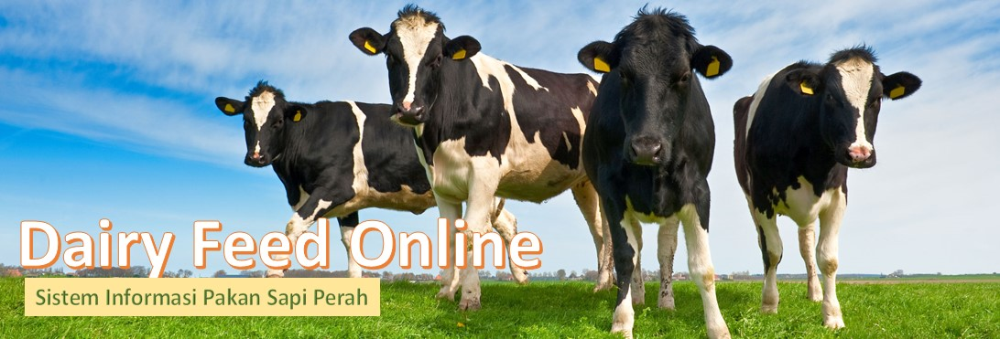 Dairy Feed Online
Sistem Informasi Pakan Sapi Perah